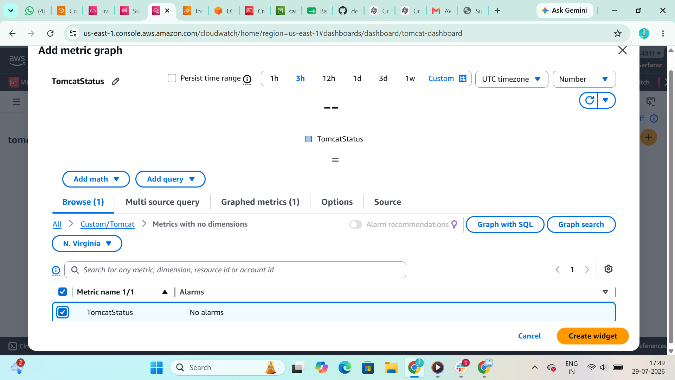 us-east-1.console.aws.amazon.com/cloudwatch/home?region=us-east-1#dashboards/dashboard/tomcat-dashboard
Ask Gemini
Add metric graph
TomcatStatus
Persist time range
1h
3h
12h
1d
3d
1w
Custom
UTC timezone
Number
--
TomcatStatus
Add math
Add query
Browse (1)
Multi source query
Graphed metrics (1)
Options
Source
All
Custom/Tomcat
Metrics with no dimensions
Alarm recommendations
Graph with SQL
Graph search
N. Virginia
Search for any metric, dimension, resource id or account id
1
Metric name 1/1
Alarms
TomcatStatus
No alarms
Cancel
Create widget
Search
ENG
IN
17:49
29-07-2026